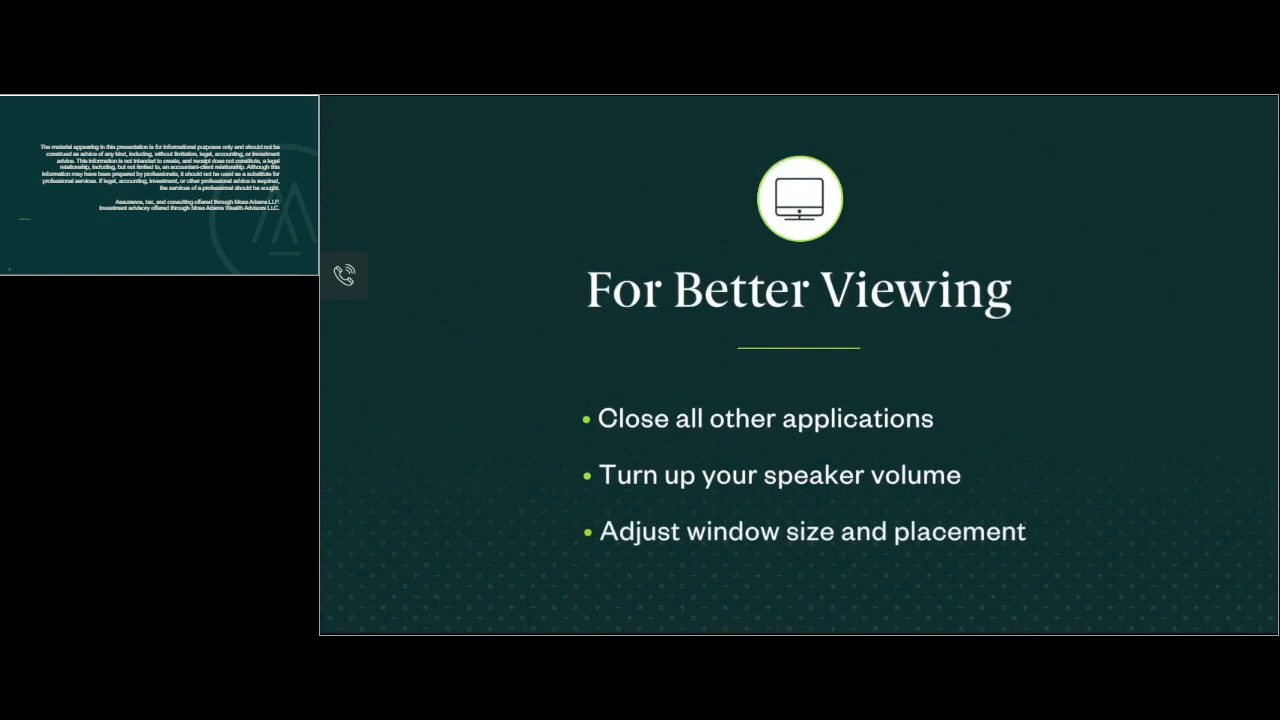 The material appearing in this presentation is for informational purposes only and should not be
construed as advice of any kind, including, without limitation, legal, accounting, or investment
advice. This information is not intended to create, and receipt does not constitute, a legal
relationship, including, but not limited to, an accountant-client relationship. Although this
information may have been prepared by professionals, it should not be used as a substitute for
professional services. If legal, accounting, investment, or other professional advice is required,
the services of a professional should be sought.
Assurance, tax, and consulting offered through Moss Adams LLP.
Investment advisory offered through Moss Adams Wealth Advisors LLC.
For Better Viewing
• Close all other applications
• Turn up your speaker volume
• Adjust window size and placement